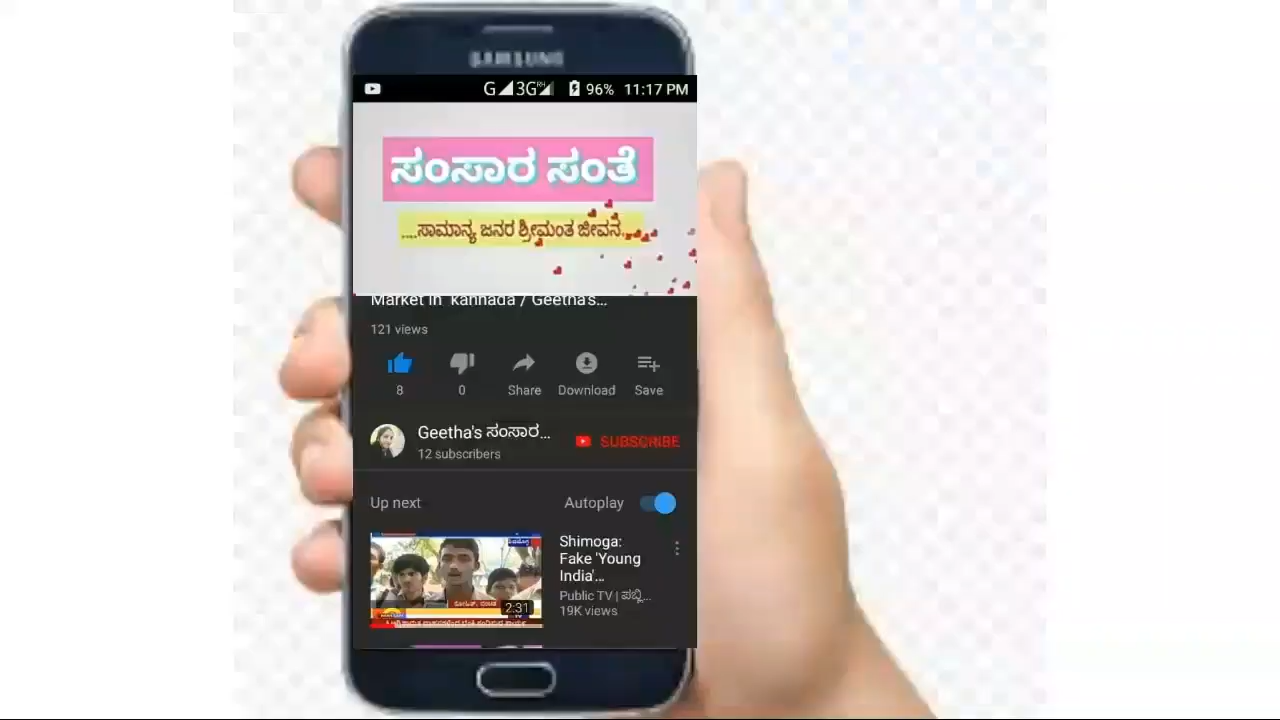 SAMSUNG
G 3G 96% 11:17 PM
ಸಂಸಾರ ಸಂತೆ
....ಸಾಮಾನ್ಯ ಜನರ ಶ್ರೀಮಂತ ಜೀವನ....
Market in kannada / Geetha's...
121 views
8 0 Share Download Save
Geetha's ಸಂಸಾರ...
SUBSCRIBE
12 subscribers
Up next Autoplay
Shimoga:
Fake 'Young
India'...
Public TV | ಪಬ್ಲಿ...
19K views
2:31